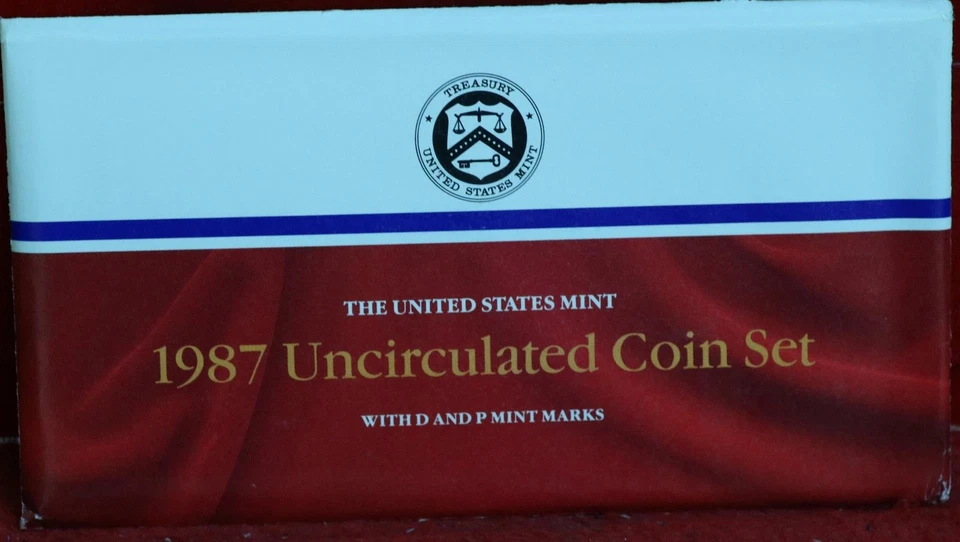 TREASURY
UNITED STATES MINT
THE UNITED STATES MINT
1987 Uncirculated Coin Set
WITH D AND P MINT MARKS